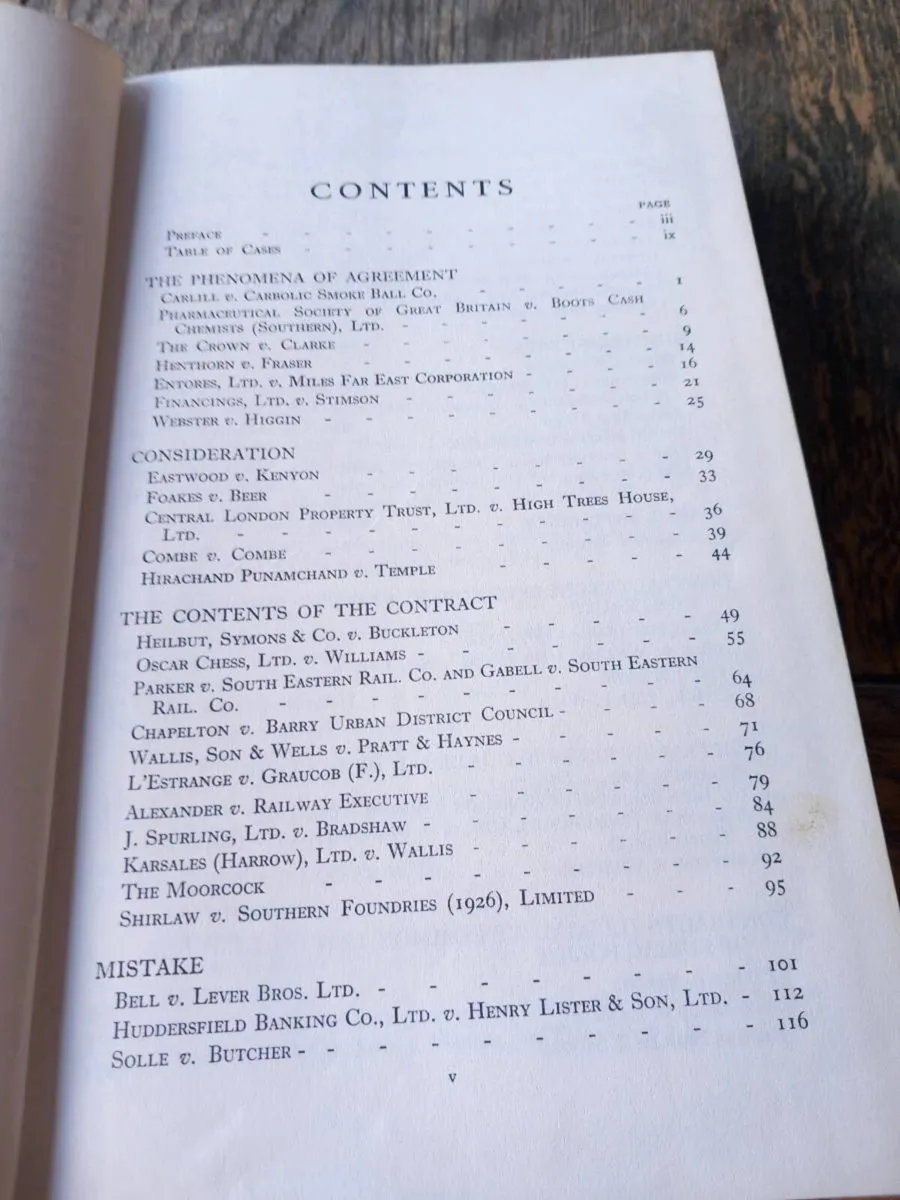 CONTENTS
PAGE
PREFACE - - - - - - - - - - iii
TABLE OF CASES - - - - - - - - - ix
THE PHENOMENA OF AGREEMENT
CARLILL v. CARBOLIC SMOKE BALL CO. - - - - - 1
PHARMACEUTICAL SOCIETY OF GREAT BRITAIN v. BOOTS CASH
CHEMISTS (SOUTHERN), LTD. - - - - - - - 6
THE CROWN v. CLARKE - - - - - - - - 9
HENTHORN v. FRASER - - - - - - - - 14
ENTORES, LTD. v. MILES FAR EAST CORPORATION - - - - 16
FINANCINGS, LTD. v. STIMSON - - - - - - - 21
WEBSTER v. HIGGIN - - - - - - - - - 25
CONSIDERATION
EASTWOOD v. KENYON - - - - - - - - 29
FOAKES v. BEER - - - - - - - - - 33
CENTRAL LONDON PROPERTY TRUST, LTD. v. HIGH TREES HOUSE,
LTD. - - - - - - - - - - - 36
COMBE v. COMBE - - - - - - - - - 39
HIRACHAND PUNAMCHAND v. TEMPLE - - - - - 44
THE CONTENTS OF THE CONTRACT
HEILBUT, SYMONS & CO. v. BUCKLETON - - - - - 49
OSCAR CHESS, LTD. v. WILLIAMS - - - - - - - 55
PARKER v. SOUTH EASTERN RAIL. CO. AND GABELL v. SOUTH EASTERN
RAIL. CO. - - - - - - - - - - 64
CHAPELTON v. BARRY URBAN DISTRICT COUNCIL - - - - 68
WALLIS, SON & WELLS v. PRATT & HAYNES - - - - - 71
L'ESTRANGE v. GRAUCOB (F.), LTD. - - - - - - 76
ALEXANDER v. RAILWAY EXECUTIVE - - - - - - 79
J. SPURLING, LTD. v. BRADSHAW - - - - - - - 84
KARSALES (HARROW), LTD. v. WALLIS - - - - - - 88
THE MOORCOCK - - - - - - - - - 92
SHIRLAW v. SOUTHERN FOUNDRIES (1926), LIMITED - - - 95
MISTAKE
BELL v. LEVER BROS. LTD. - - - - - - - - 101
HUDDERSFIELD BANKING CO., LTD. v. HENRY LISTER & SON, LTD. - 112
SOLLE v. BUTCHER - - - - - - - - - - 116
v